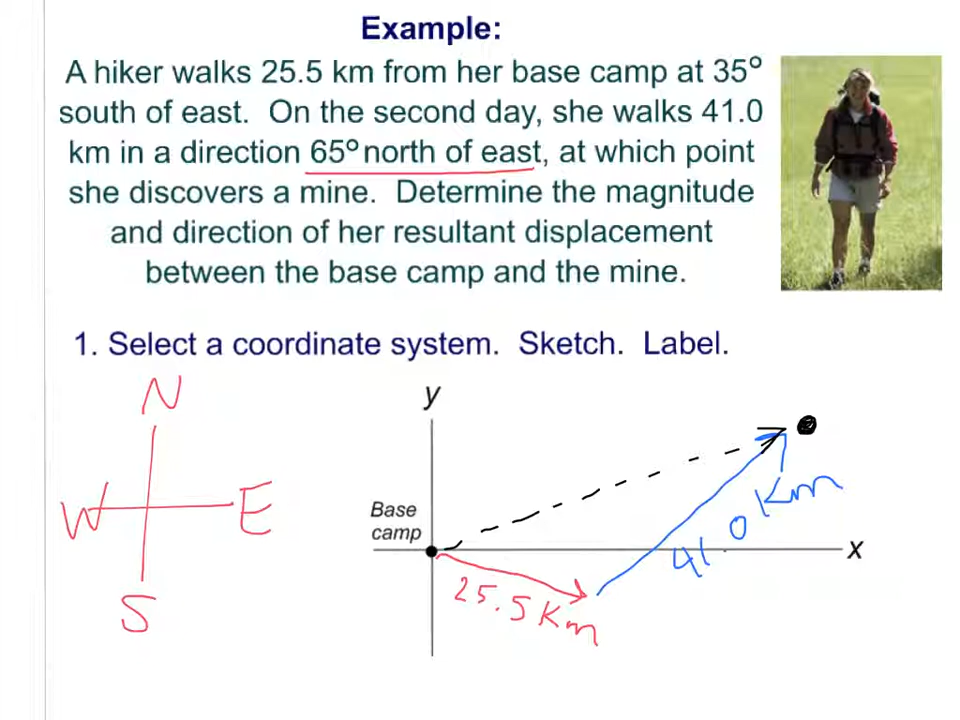 Example:
A hiker walks 25.5 km from her base camp at 35°
south of east. On the second day, she walks 41.0
km in a direction 65° north of east, at which point
she discovers a mine. Determine the magnitude
and direction of her resultant displacement
between the base camp and the mine.
1. Select a coordinate system. Sketch. Label.
N
W E
S
y
Base
camp
x
25.5 Km
41.0 Km